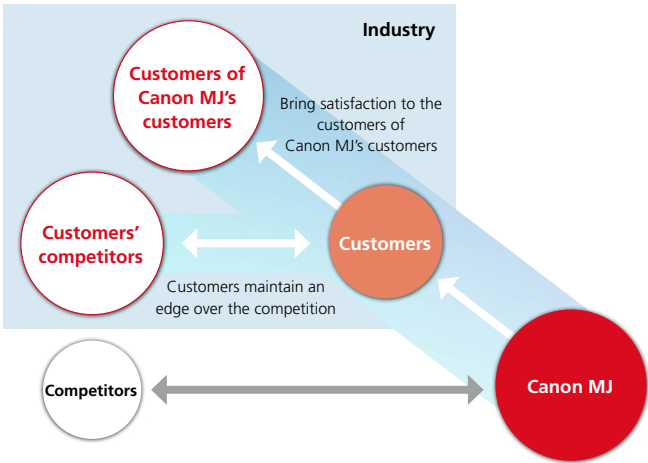 Industry
Customers of
Canon MJ's
customers
Bring satisfaction to the
customers of
Canon MJ's customers
Customers'
competitors
Customers
Customers maintain an
edge over the competition
Competitors
Canon MJ